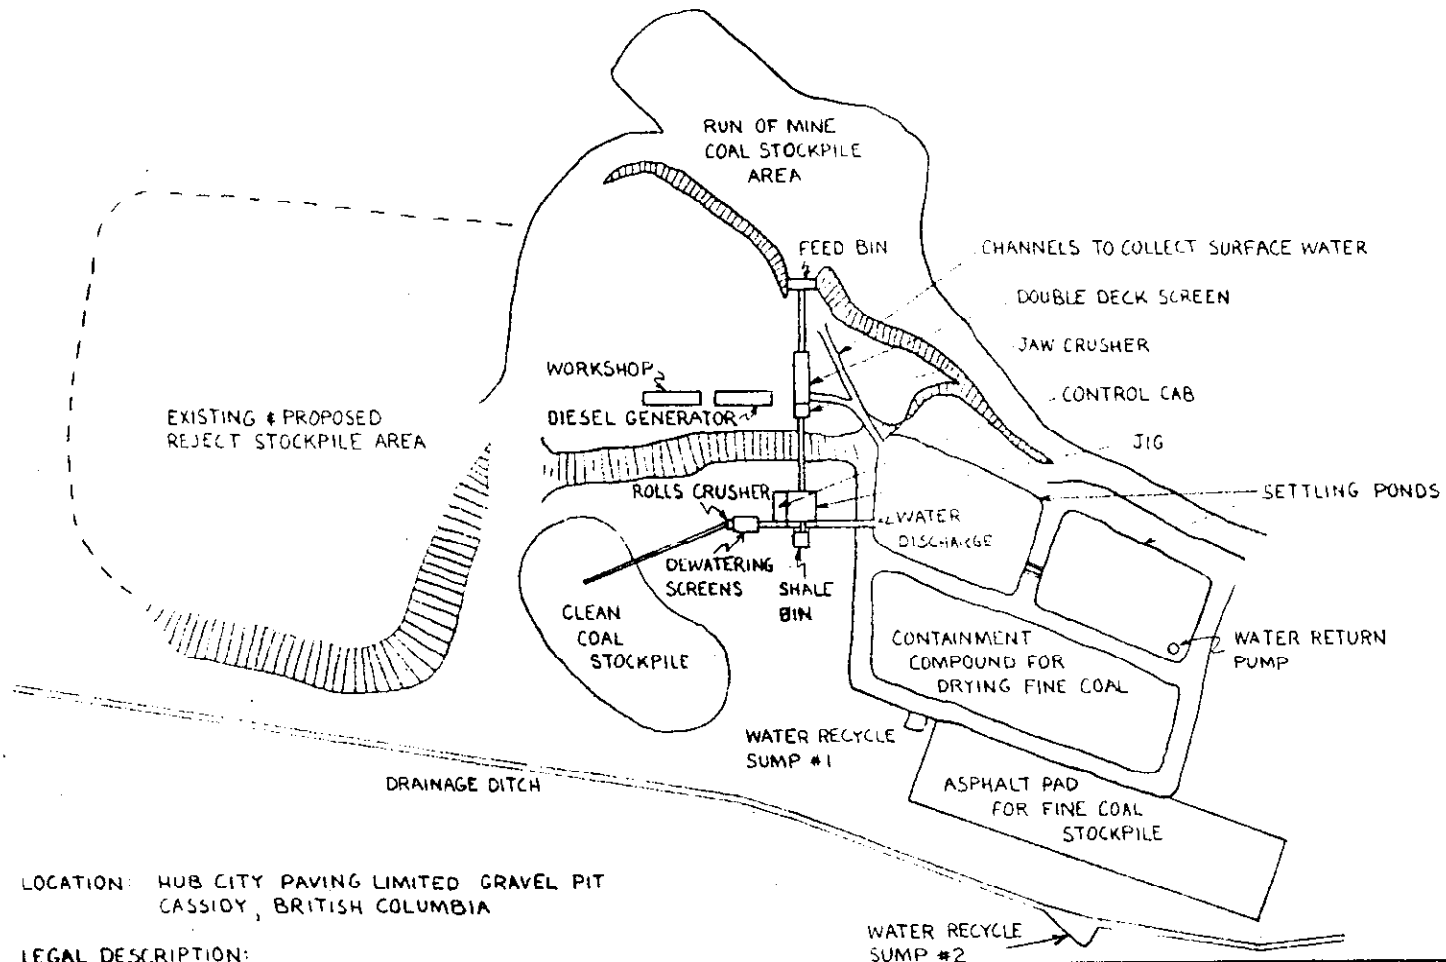 RUN OF MINE
COAL STOCKPILE
AREA
FEED BIN
CHANNELS TO COLLECT SURFACE WATER
DOUBLE DECK SCREEN
JAW CRUSHER
CONTROL CAB
JIG
SETTLING PONDS
WORKSHOP
DIESEL GENERATOR
EXISTING & PROPOSED
REJECT STOCKPILE AREA
ROLLS CRUSHER
WATER
DISCHARGE
DEWATERING
SCREENS
SHALE
BIN
CLEAN
COAL
STOCKPILE
CONTAINMENT
COMPOUND FOR
DRYING FINE COAL
WATER RETURN
PUMP
WATER RECYCLE
SUMP #1
DRAINAGE DITCH
ASPHALT PAD
FOR FINE COAL
STOCKPILE
LOCATION: HUB CITY PAVING LIMITED GRAVEL PIT
CASSIDY, BRITISH COLUMBIA
WATER RECYCLE
SUMP #2
LEGAL DESCRIPTION: